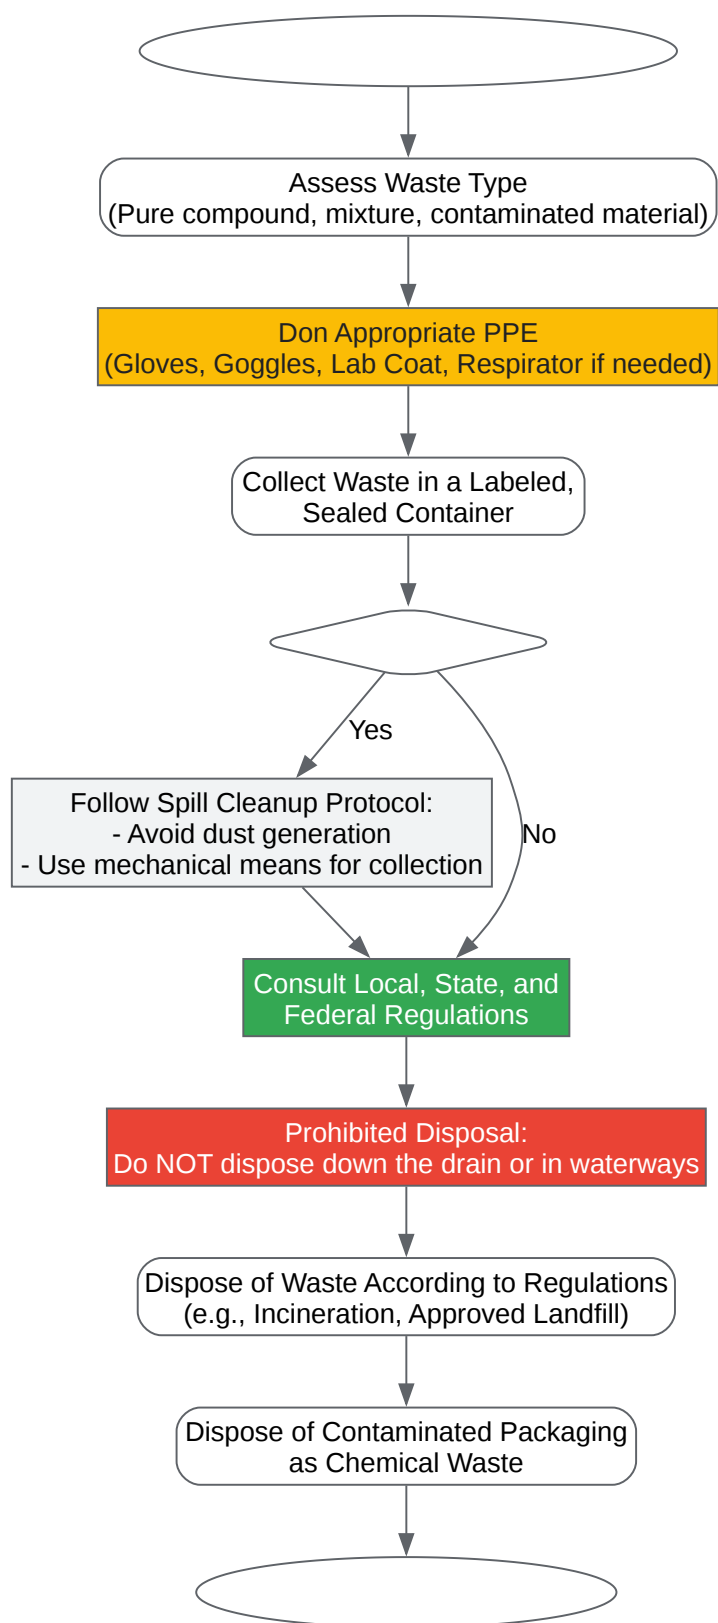 Assess Waste Type
(Pure compound, mixture, contaminated material)
Don Appropriate PPE
(Gloves, Goggles, Lab Coat, Respirator if needed)
Collect Waste in a Labeled,
Sealed Container
Yes
Follow Spill Cleanup Protocol:
- Avoid dust generation
- Use mechanical means for collection
No
Consult Local, State, and
Federal Regulations
Prohibited Disposal:
Do NOT dispose down the drain or in waterways
Dispose of Waste According to Regulations
(e.g., Incineration, Approved Landfill)
Dispose of Contaminated Packaging
as Chemical Waste